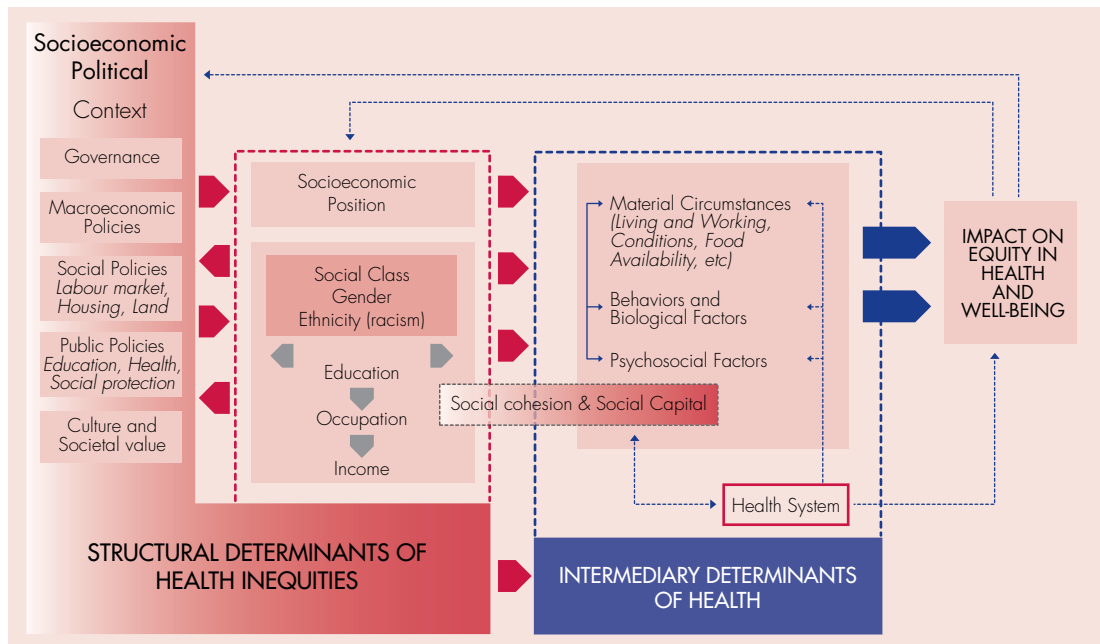 Socioeconomic
Political
Context
Governance
Macroeconomic
Policies
Social Policies
Labour market,
Housing, Land
Public Policies
Education, Health,
Social protection
Culture and
Societal value
Socioeconomic
Position
Social Class
Gender
Ethnicity (racism)
Education
Occupation
Income
Social cohesion & Social Capital
Material Circumstances
(Living and Working,
Conditions, Food
Availability, etc)
Behaviors and
Biological Factors
Psychosocial Factors
Health System
IMPACT ON
EQUITY IN
HEALTH
AND
WELL-BEING
STRUCTURAL DETERMINANTS OF
HEALTH INEQUITIES
INTERMEDIARY DETERMINANTS
OF HEALTH